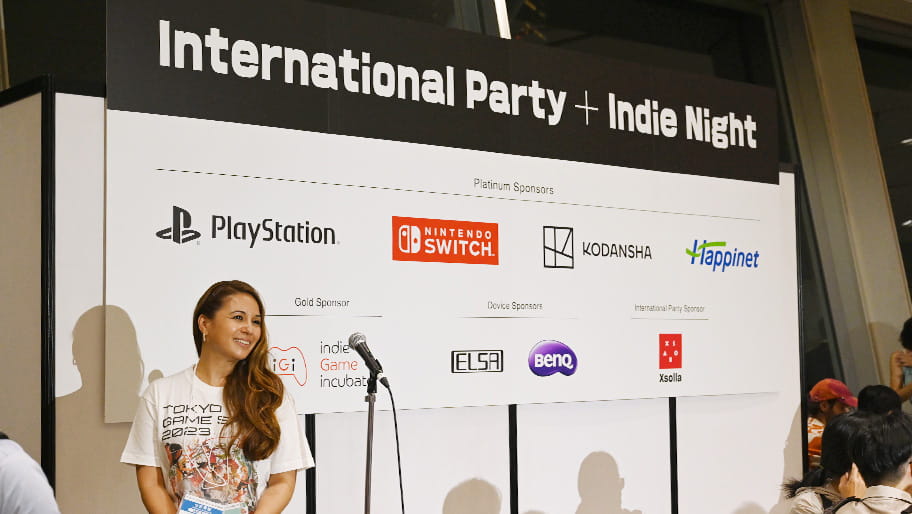 International Party + Indie Night
Platinum Sponsors
PlayStation
NINTENDO
SWITCH
KODANSHA
Happinet
Gold Sponsor
Device Sponsors
International Party Sponsor
iGi
indie
Game
incubat
ELSA
BenQ
XSOLLA
Xsolla
TOKYO
GAME S
2023